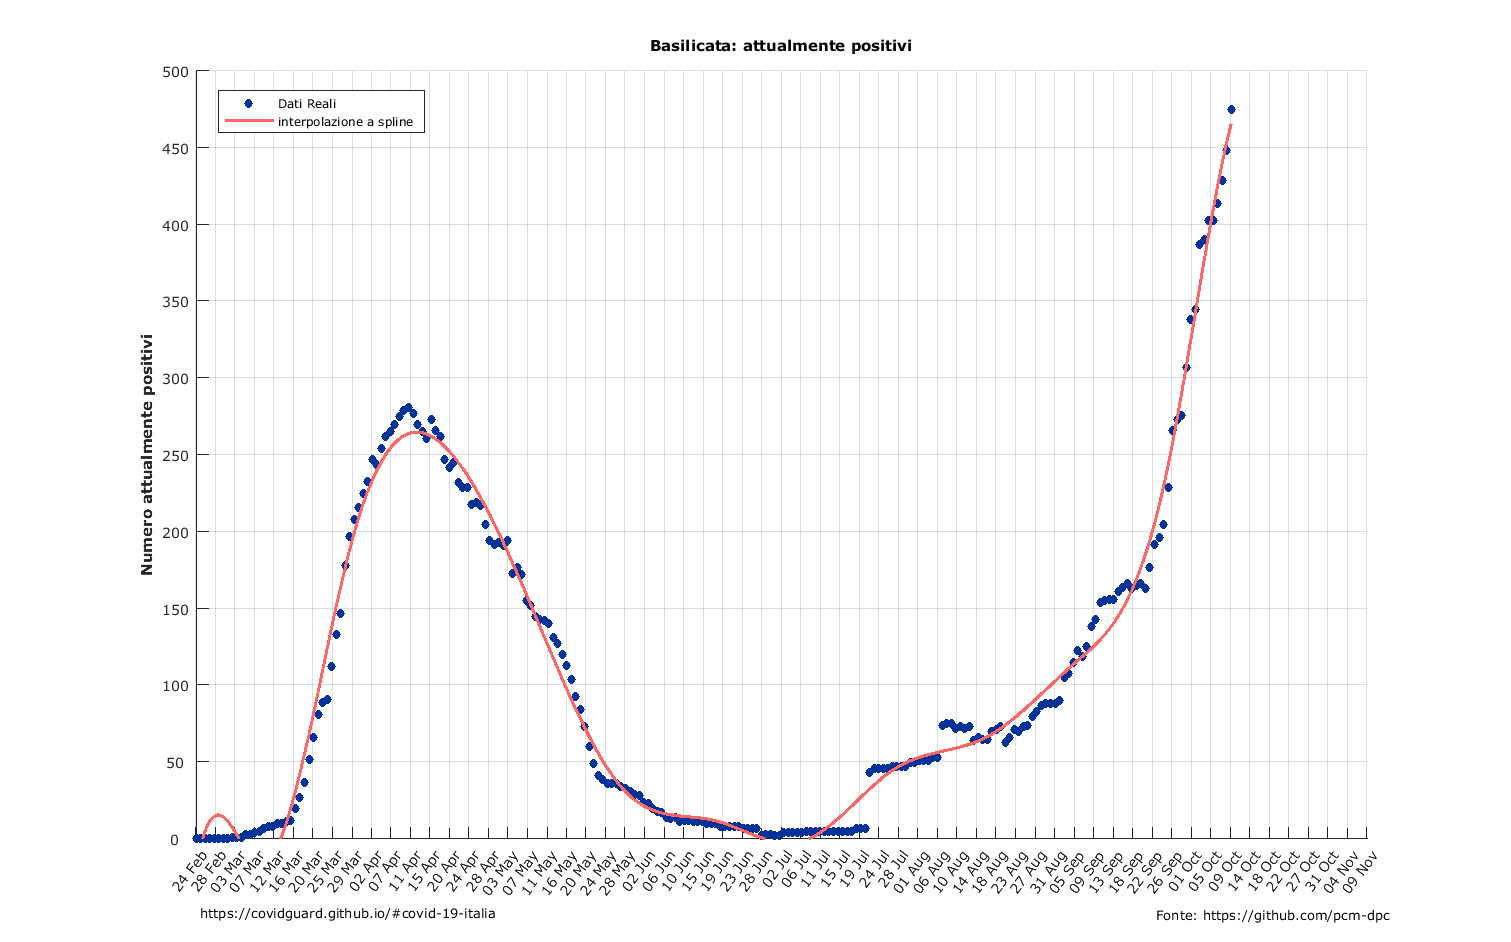 Basilicata: attualmente positivi
Dati Reali
interpolazione a spline
Numero attualmente positivi
500
450
400
350
300
250
200
150
100
50
0
24 Feb
28 Feb
03 Mar
07 Mar
12 Mar
16 Mar
20 Mar
25 Mar
29 Mar
02 Apr
07 Apr
11 Apr
15 Apr
20 Apr
24 Apr
28 Apr
03 May
07 May
11 May
16 May
20 May
24 May
28 May
02 Jun
06 Jun
10 Jun
15 Jun
19 Jun
23 Jun
28 Jun
02 Jul
06 Jul
11 Jul
15 Jul
19 Jul
24 Jul
28 Jul
01 Aug
06 Aug
10 Aug
14 Aug
18 Aug
23 Aug
27 Aug
31 Aug
05 Sep
09 Sep
13 Sep
18 Sep
22 Sep
26 Sep
01 Oct
05 Oct
09 Oct
14 Oct
18 Oct
22 Oct
27 Oct
31 Oct
04 Nov
09 Nov
https://covidguard.github.io/#covid-19-italia
Fonte: https://github.com/pcm-dpc